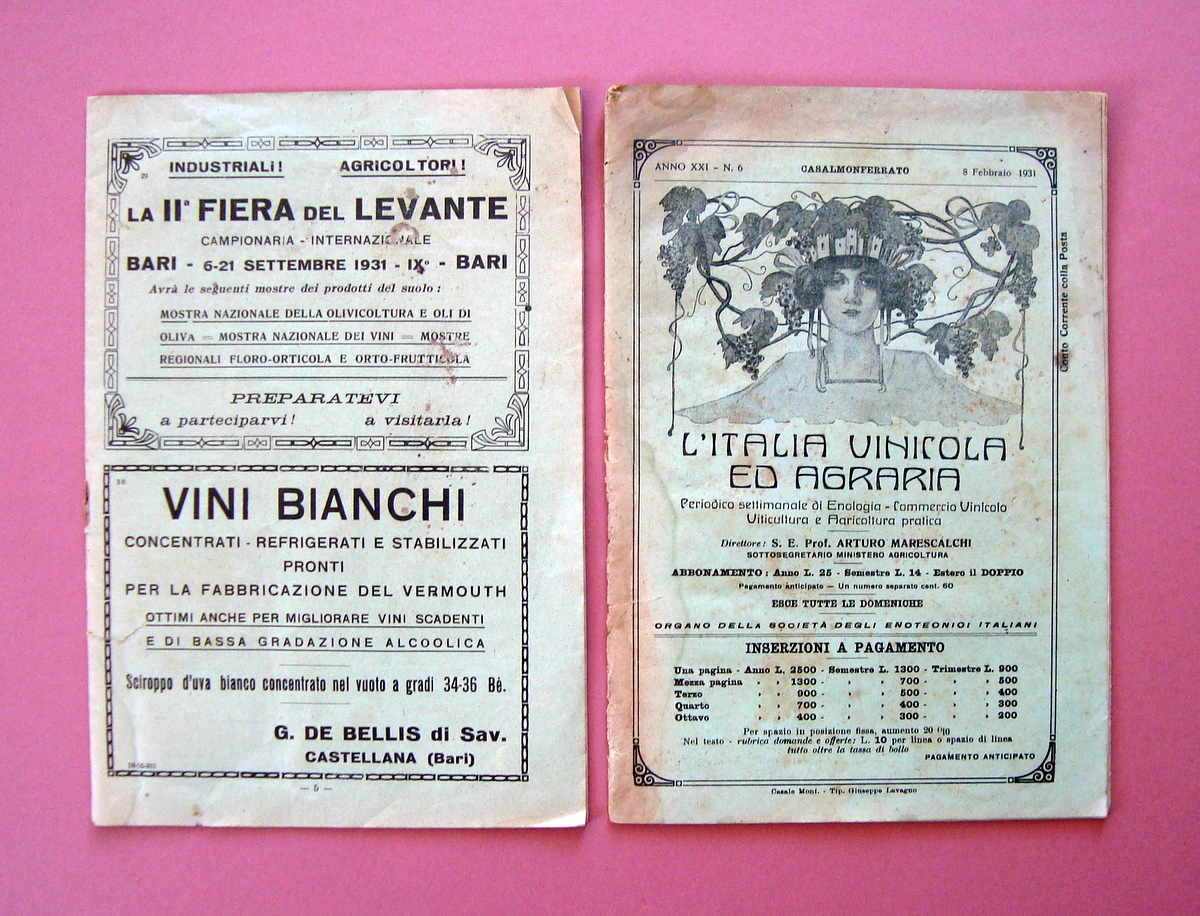 29
INDUSTRIALI! AGRICOLTORI!
LA IIª FIERA DEL LEVANTE
CAMPIONARIA - INTERNAZIONALE
BARI - 6-21 SETTEMBRE 1931 - IXº - BARI
Avrà le seguenti mostre dei prodotti del suolo:
MOSTRA NAZIONALE DELLA OLIVICOLTURA E OLI DI
OLIVA = MOSTRA NAZIONALE DEI VINI = MOSTRE
REGIONALI FLORO-ORTICOLA E ORTO-FRUTTICOLA
PREPARATEVI
a parteciparvi! a visitarla!
30
VINI BIANCHI
CONCENTRATI - REFRIGERATI E STABILIZZATI
PRONTI
PER LA FABBRICAZIONE DEL VERMOUTH
OTTIMI ANCHE PER MIGLIORARE VINI SCADENTI
E DI BASSA GRADAZIONE ALCOOLICA
Sciroppo d'uva bianco concentrato nel vuoto a gradi 34-36 Bè.
G. DE BELLIS di Sav.
CASTELLANA (Bari)
— 5 —
ANNO XXI - N. 6 CASALMONFERRATO 8 Febbraio 1931
Conto Corrente colla Posta
L'ITALIA VINICOLA
ED AGRARIA
Periodico settimanale di Enologia - Commercio Vinicolo
Viticultura e Agricoltura pratica
Direttore: S. E. Prof. ARTURO MARESCALCHI
SOTTOSEGRETARIO MINISTERO AGRICOLTURA
ABBONAMENTO: Anno L. 25 - Semestre L. 14 - Estero il DOPPIO
Pagamento anticipato — Un numero separato cent. 60
ESCE TUTTE LE DOMENICHE
ORGANO DELLA SOCIETÀ DEGLI ENOTECNICI ITALIANI
INSERZIONI A PAGAMENTO
Una pagina - Anno L. 2500 - Semestre L. 1300 - Trimestre L. 900
Mezza pagina » » 1300 - » » 700 - » » 500
Terzo » » 900 - » » 500 - » » 400
Quarto » » 700 - » » 400 - » » 300
Ottavo » » 400 - » » 300 - » » 200
Per spazio in posizione fissa, aumento 20 0/0
Nel testo - rubrica domande e offerte: L. 10 per linea o spazio di linea
tutto oltre la tassa di bollo
PAGAMENTO ANTICIPATO
Casale Monf. - Tip. Giuseppe Lavagno